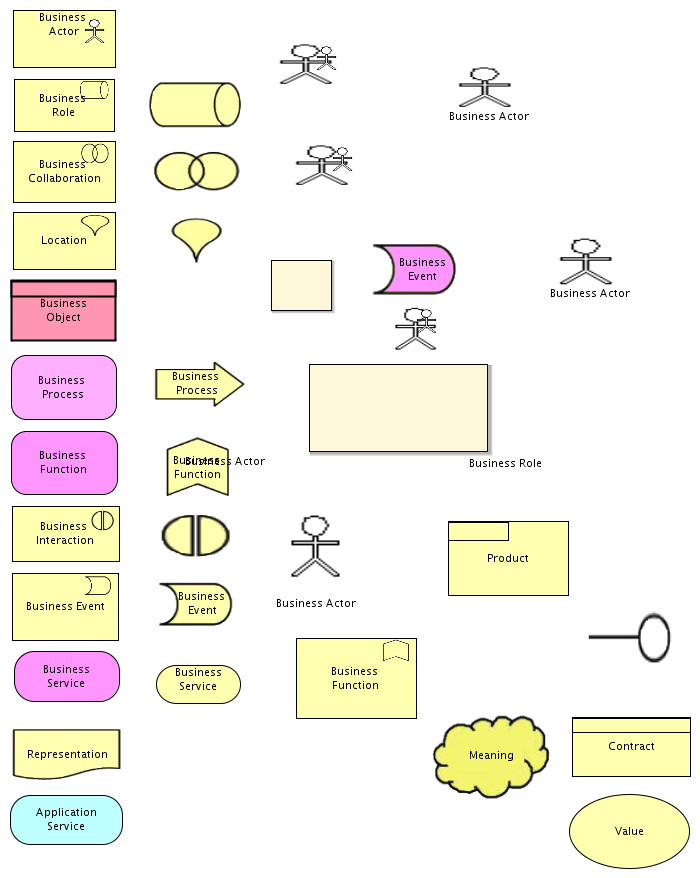 Business
Actor
Business Actor
Business
Role
Business
Collaboration
Location
Business
Event
Business Actor
Business
Object
Business
Process
Business
Process
Business
Function
Business
Function
Business Actor
Business Role
Business
Interaction
Product
Business Event
Business
Event
Business Actor
Business
Service
Business
Service
Business
Function
Representation
Meaning
Contract
Application
Service
Value